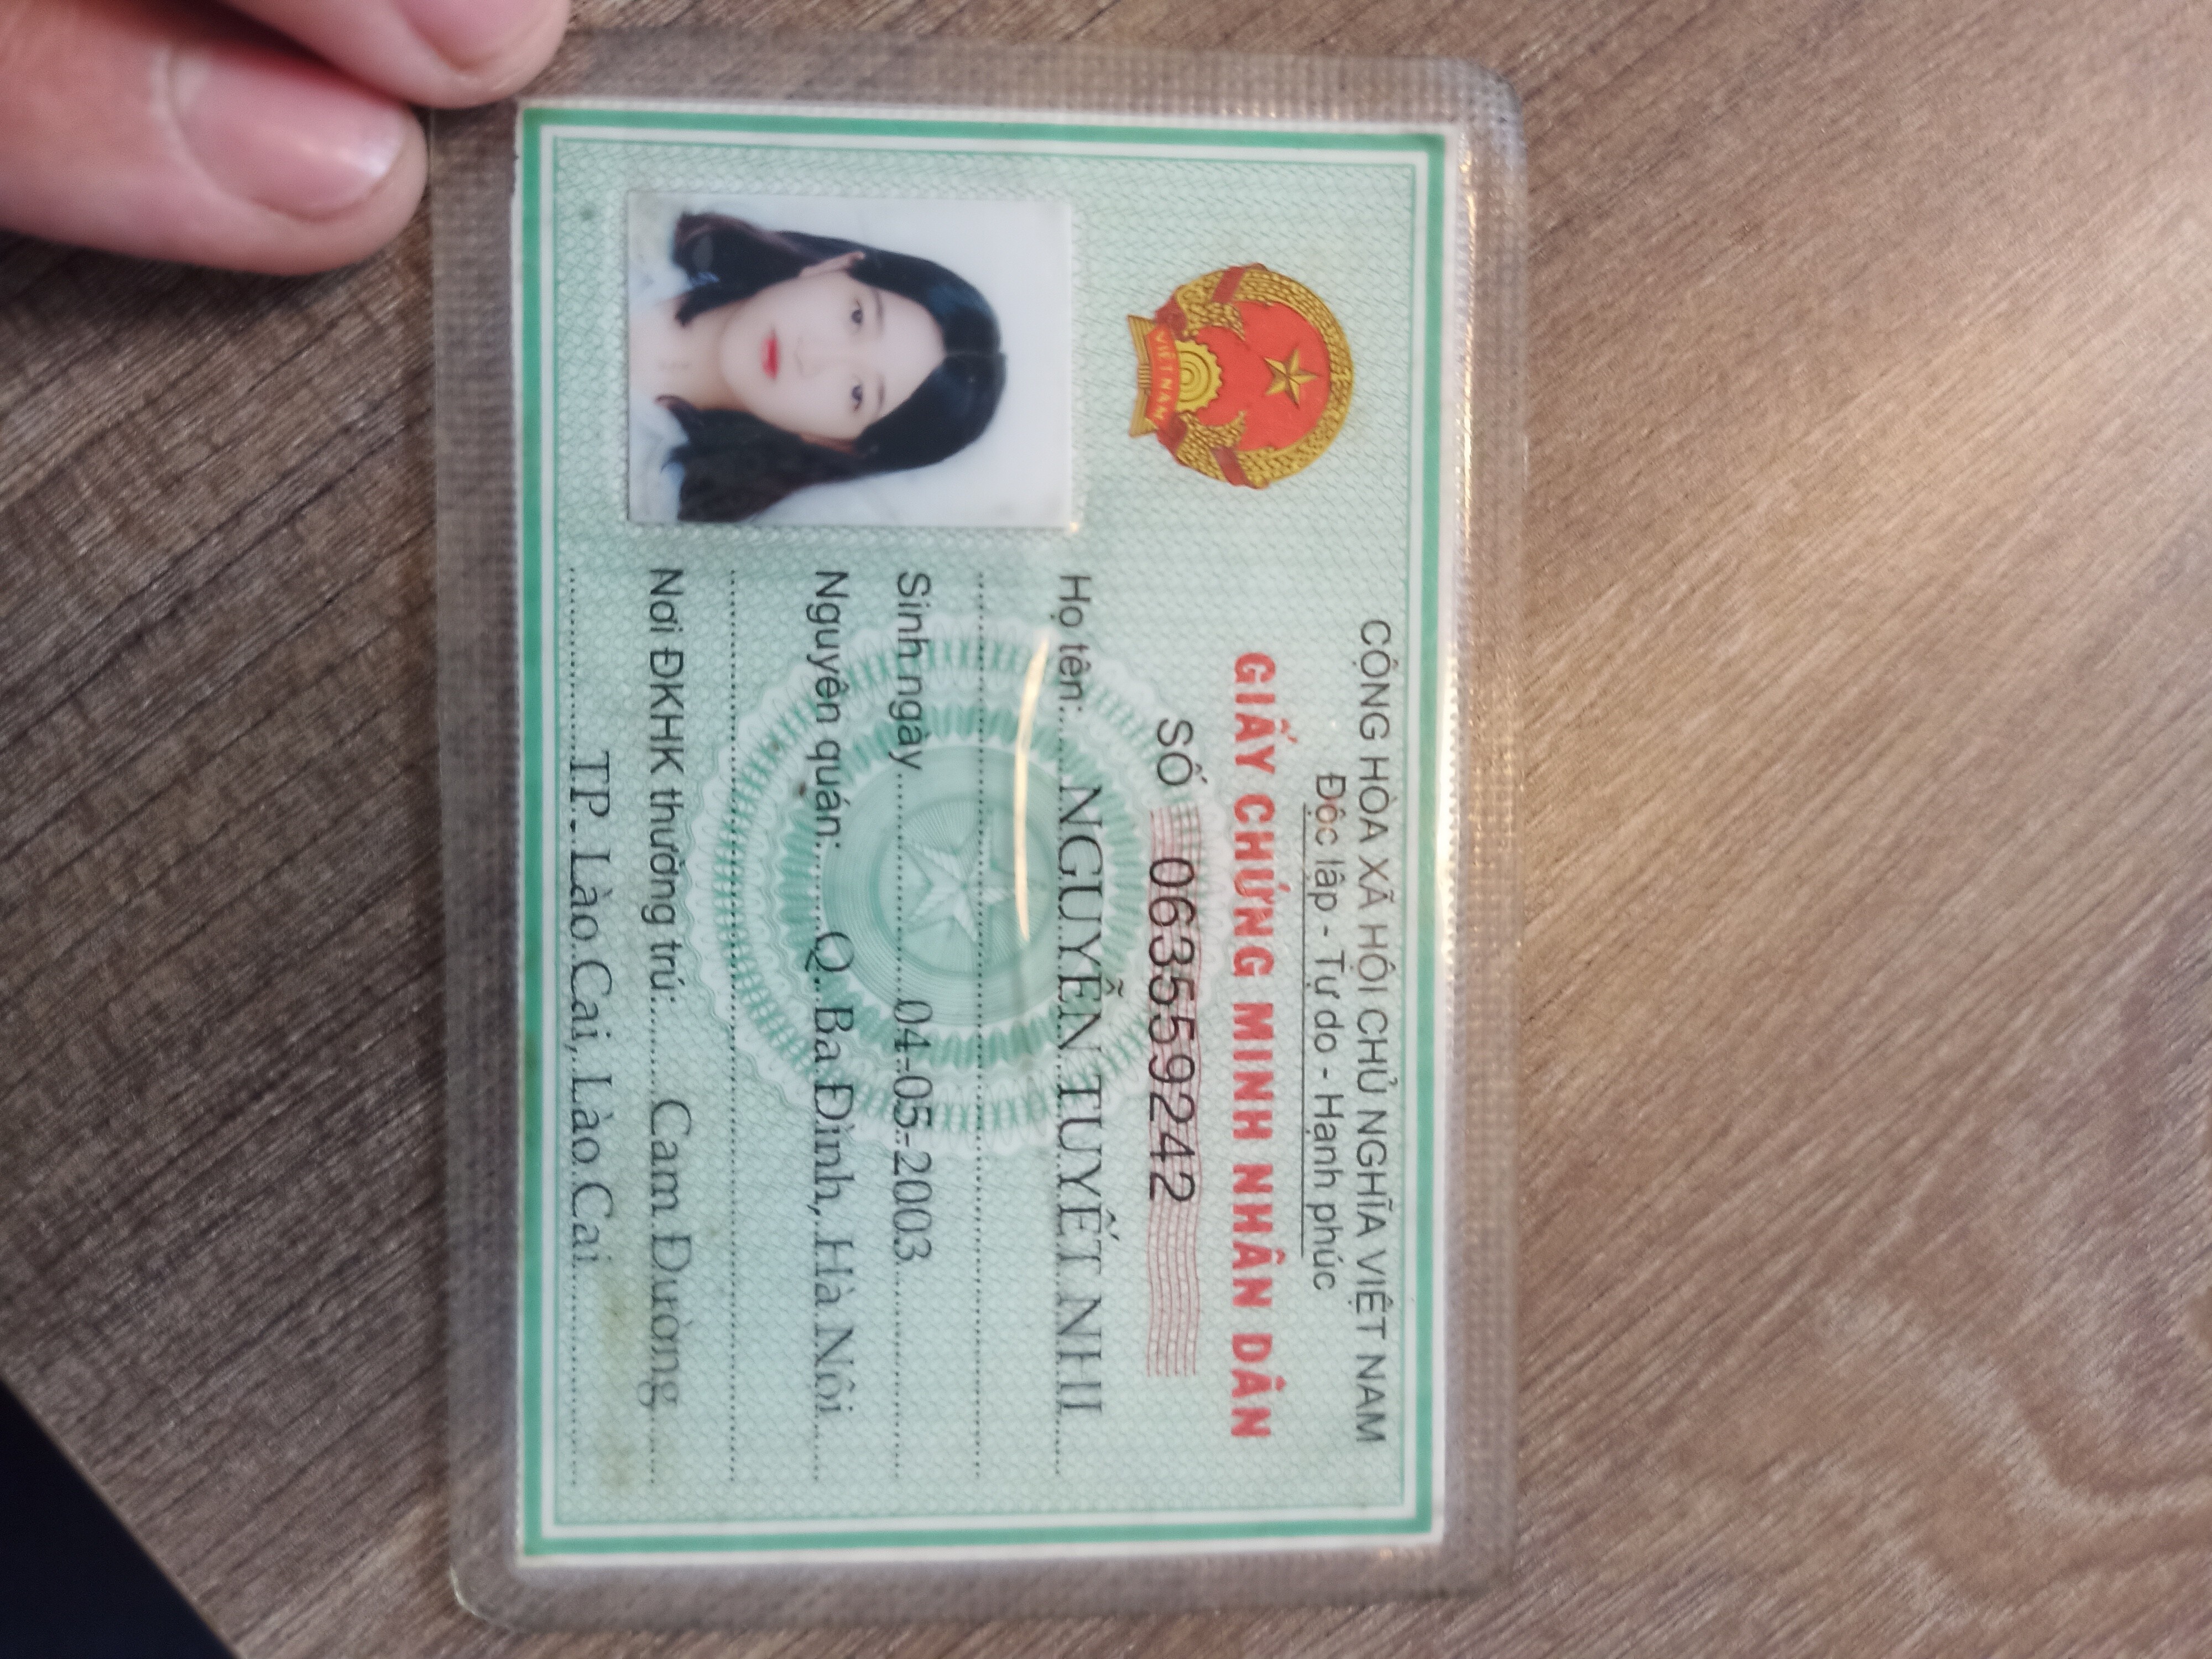 CỘNG HÒA XÃ HỘI CHỦ NGHĨA VIỆT NAM
Độc lập - Tự do - Hạnh phúc
GIẤY CHỨNG MINH NHÂN DÂN
SỐ 063559242
Họ tên: NGUYỄN TUYẾT NHI
Sinh ngày 04-05-2003
Nguyên quán: Q. Ba Đình, Hà Nội
Nơi ĐKHK thường trú: Cam Đường
TP. Lào Cai, Lào Cai
VIỆT NAM